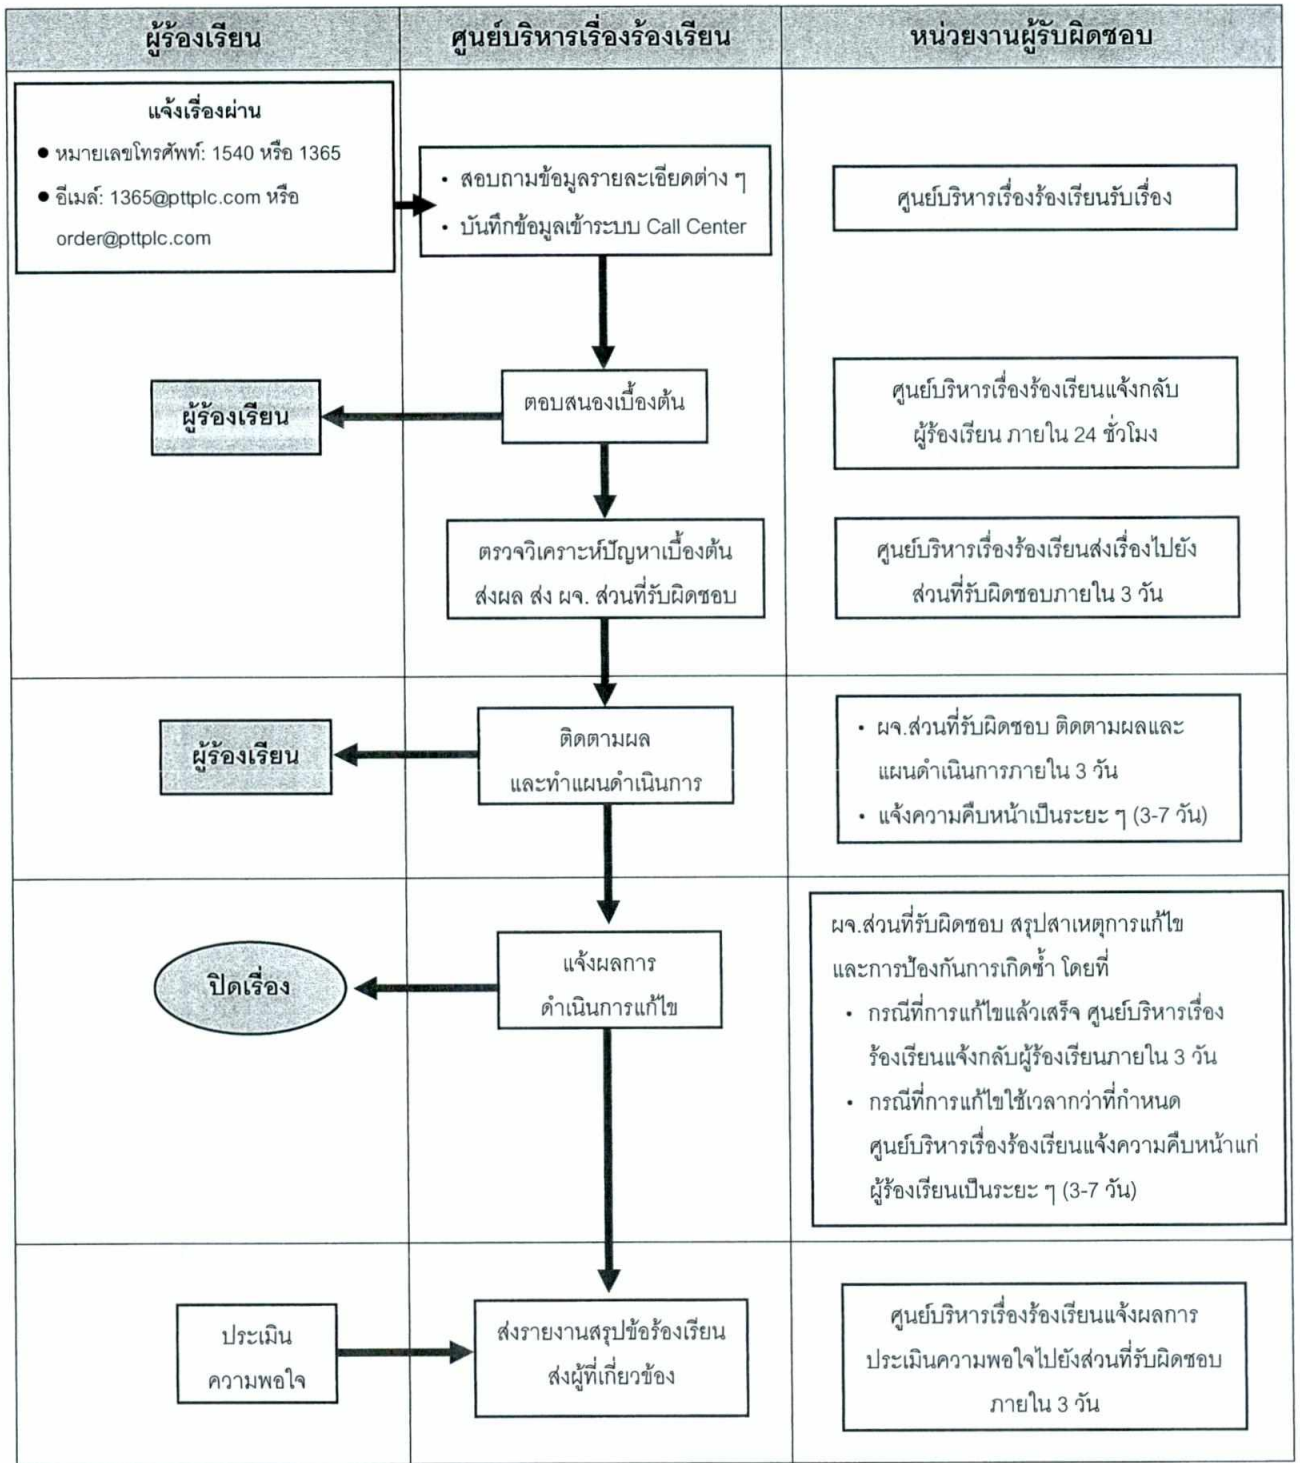 ผู้ร้องเรียน
ศูนย์บริหารเรื่องร้องเรียน
หน่วยงานผู้รับผิดชอบ
แจ้งเรื่องผ่าน
● หมายเลขโทรศัพท์: 1540 หรือ 1365
● อีเมล์: 1365@pttplc.com หรือ
order@pttplc.com
• สอบถามข้อมูลรายละเอียดต่าง ๆ
• บันทึกข้อมูลเข้าระบบ Call Center
ศูนย์บริหารเรื่องร้องเรียนรับเรื่อง
ผู้ร้องเรียน
ตอบสนองเบื้องต้น
ศูนย์บริหารเรื่องร้องเรียนแจ้งกลับ
ผู้ร้องเรียน ภายใน 24 ชั่วโมง
ตรวจวิเคราะห์ปัญหาเบื้องต้น
ส่งผล ส่ง ผจ. ส่วนที่รับผิดชอบ
ศูนย์บริหารเรื่องร้องเรียนส่งเรื่องไปยัง
ส่วนที่รับผิดชอบภายใน 3 วัน
ผู้ร้องเรียน
ติดตามผล
และทำแผนดำเนินการ
• ผจ.ส่วนที่รับผิดชอบ ติดตามผลและ
แผนดำเนินการภายใน 3 วัน
• แจ้งความคืบหน้าเป็นระยะ ๆ (3-7 วัน)
ปิดเรื่อง
แจ้งผลการ
ดำเนินการแก้ไข
ผจ.ส่วนที่รับผิดชอบ สรุปสาเหตุการแก้ไข
และการป้องกันการเกิดซ้ำ โดยที่
• กรณีที่การแก้ไขแล้วเสร็จ ศูนย์บริหารเรื่อง
ร้องเรียนแจ้งกลับผู้ร้องเรียนภายใน 3 วัน
• กรณีที่การแก้ไขใช้เวลากว่าที่กำหนด
ศูนย์บริหารเรื่องร้องเรียนแจ้งความคืบหน้าแก่
ผู้ร้องเรียนเป็นระยะ ๆ (3-7 วัน)
ประเมิน
ความพอใจ
ส่งรายงานสรุปข้อร้องเรียน
ส่งผู้ที่เกี่ยวข้อง
ศูนย์บริหารเรื่องร้องเรียนแจ้งผลการ
ประเมินความพอใจไปยังส่วนที่รับผิดชอบ
ภายใน 3 วัน